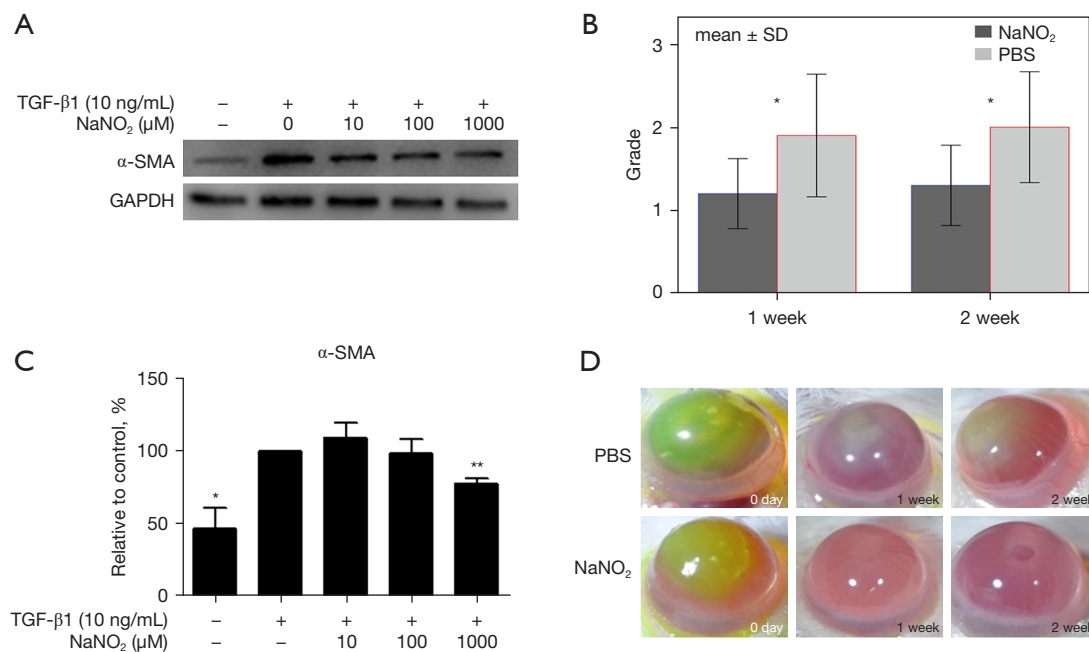 A
TGF-β1 (10 ng/mL) – + + + +
NaNO₂ (μM) – 0 10 100 1000
α-SMA
GAPDH
B
mean ± SD
NaNO₂
PBS
3
2
1
0
Grade
* *
1 week 2 week
C
α-SMA
150
100
50
0
Relative to control, %
* **
TGF-β1 (10 ng/mL) – + + + +
NaNO₂ (μM) – – 10 100 1000
D
PBS
0 day 1 week 2 week
NaNO₂
0 day 1 week 2 week